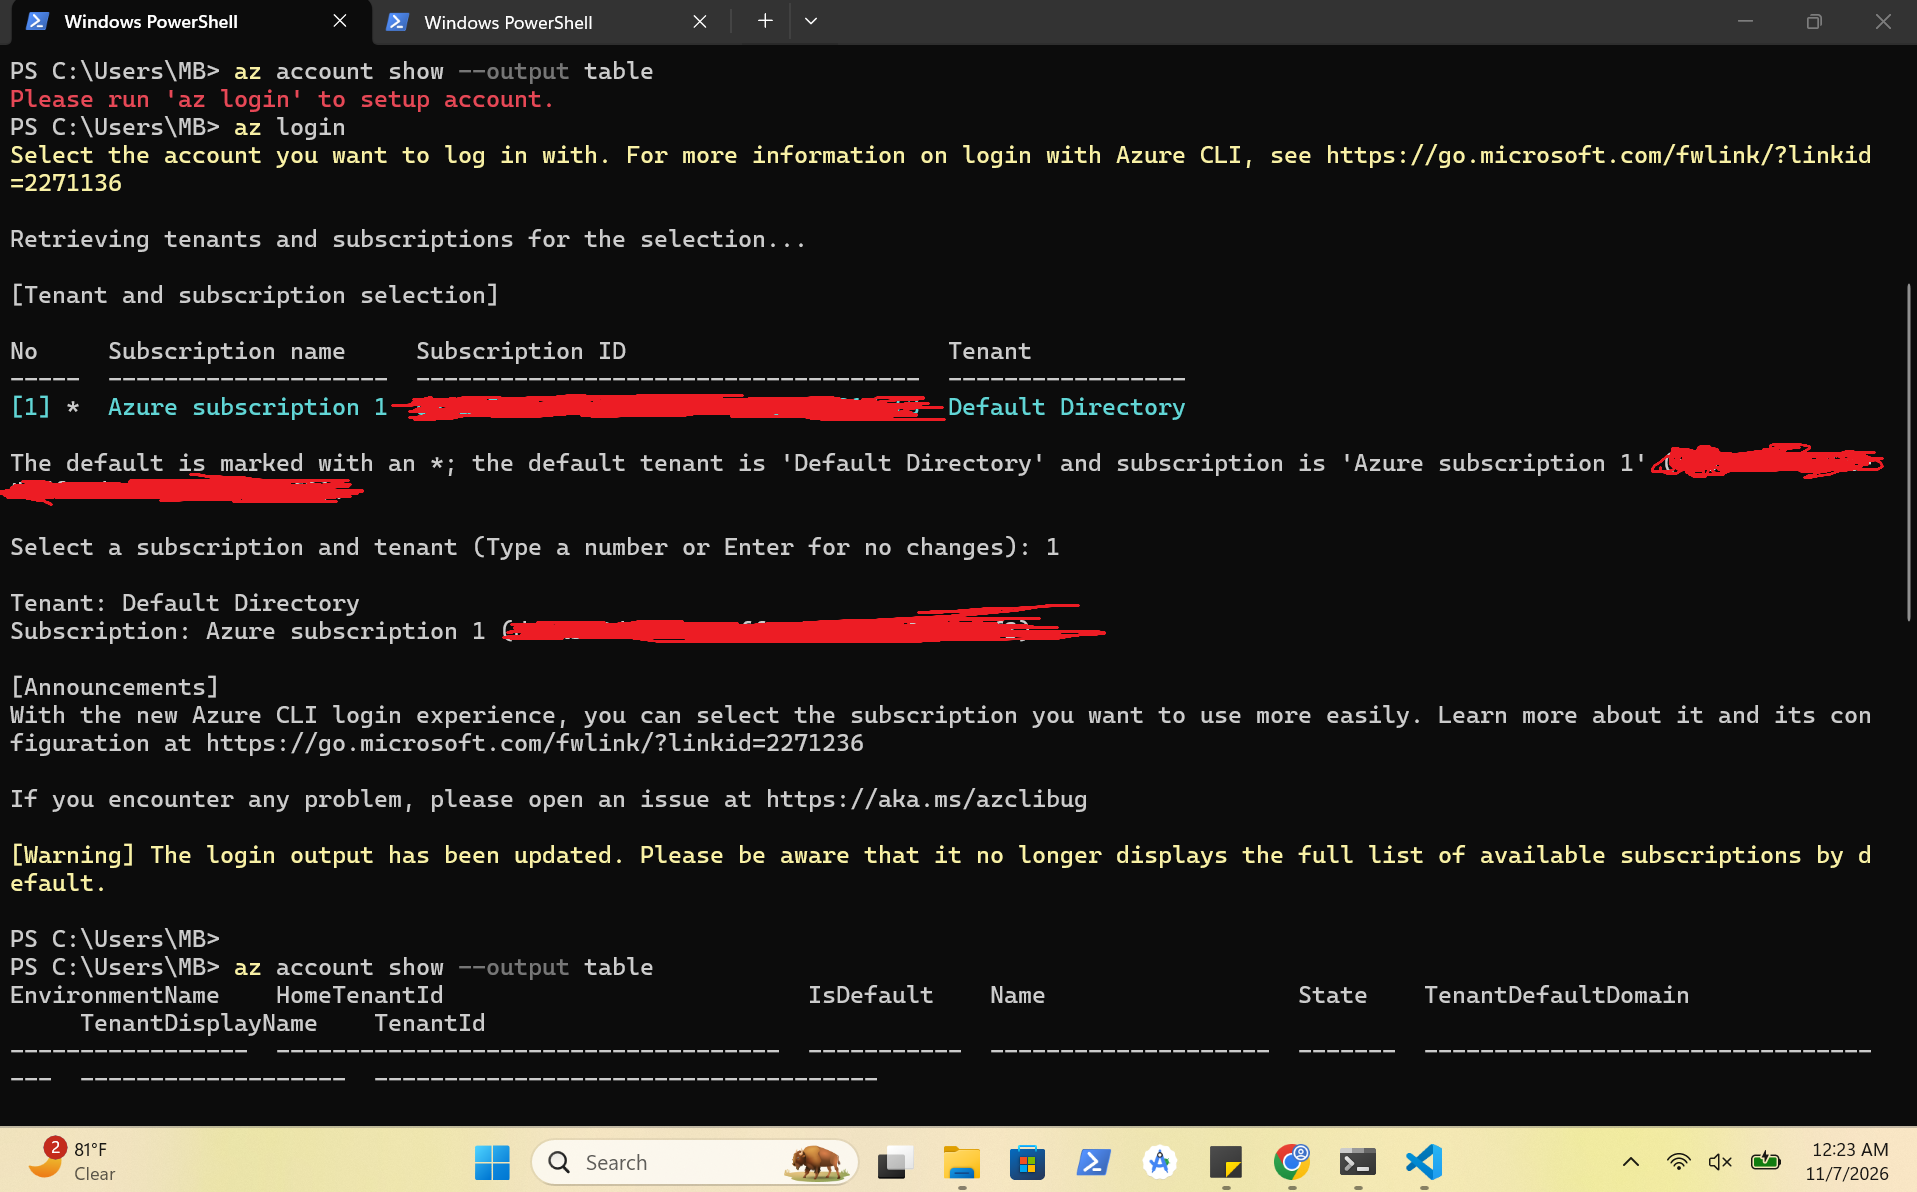 Windows PowerShell
Windows PowerShell
PS C:\Users\MB> az account show --output table
Please run 'az login' to setup account.
PS C:\Users\MB> az login
Select the account you want to log in with. For more information on login with Azure CLI, see https://go.microsoft.com/fwlink/?linkid
=2271136
Retrieving tenants and subscriptions for the selection...
[Tenant and subscription selection]
No     Subscription name     Subscription ID                       Tenant
-----  --------------------  ------------------------------------  -----------------
[1] *  Azure subscription 1  Default Directory
The default is marked with an *; the default tenant is 'Default Directory' and subscription is 'Azure subscription 1'
Select a subscription and tenant (Type a number or Enter for no changes): 1
Tenant: Default Directory
Subscription: Azure subscription 1 (
[Announcements]
With the new Azure CLI login experience, you can select the subscription you want to use more easily. Learn more about it and its con
figuration at https://go.microsoft.com/fwlink/?linkid=2271236
If you encounter any problem, please open an issue at https://aka.ms/azclibug
[Warning] The login output has been updated. Please be aware that it no longer displays the full list of available subscriptions by d
efault.
PS C:\Users\MB>
PS C:\Users\MB> az account show --output table
EnvironmentName    HomeTenantId                          IsDefault    Name                  State    TenantDefaultDomain
     TenantDisplayName    TenantId
-----------------  ------------------------------------  -----------  --------------------  -------  --------------------------------
---  -------------------  ------------------------------------
2
81°F
Clear
Search
12:23 AM
11/7/2026